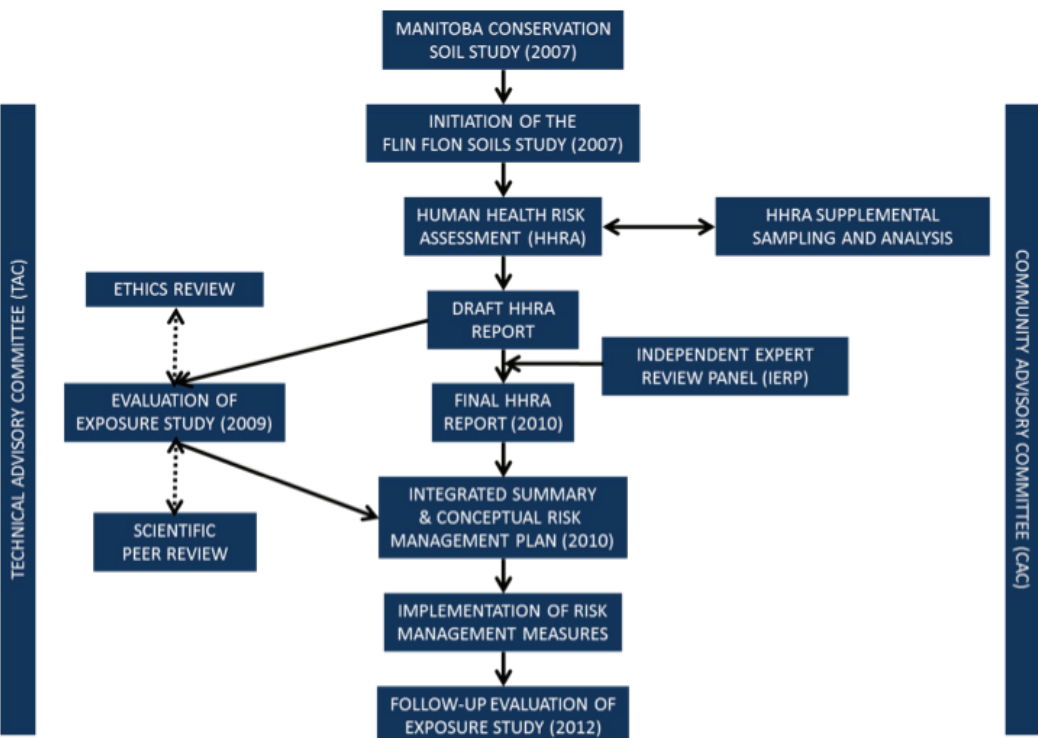 MANITOBA CONSERVATION
SOIL STUDY (2007)
INITIATION OF THE
FLIN FLON SOILS STUDY (2007)
HUMAN HEALTH RISK
ASSESSMENT (HHRA)
HHRA SUPPLEMENTAL
SAMPLING AND ANALYSIS
ETHICS REVIEW
DRAFT HHRA
REPORT
INDEPENDENT EXPERT
REVIEW PANEL (IERP)
EVALUATION OF
EXPOSURE STUDY (2009)
FINAL HHRA
REPORT (2010)
INTEGRATED SUMMARY
& CONCEPTUAL RISK
MANAGEMENT PLAN (2010)
SCIENTIFIC
PEER REVIEW
IMPLEMENTATION OF RISK
MANAGEMENT MEASURES
FOLLOW-UP EVALUATION OF
EXPOSURE STUDY (2012)
TECHNICAL ADVISORY COMMITTEE (TAC)
COMMUNITY ADVISORY COMMITTEE (CAC)